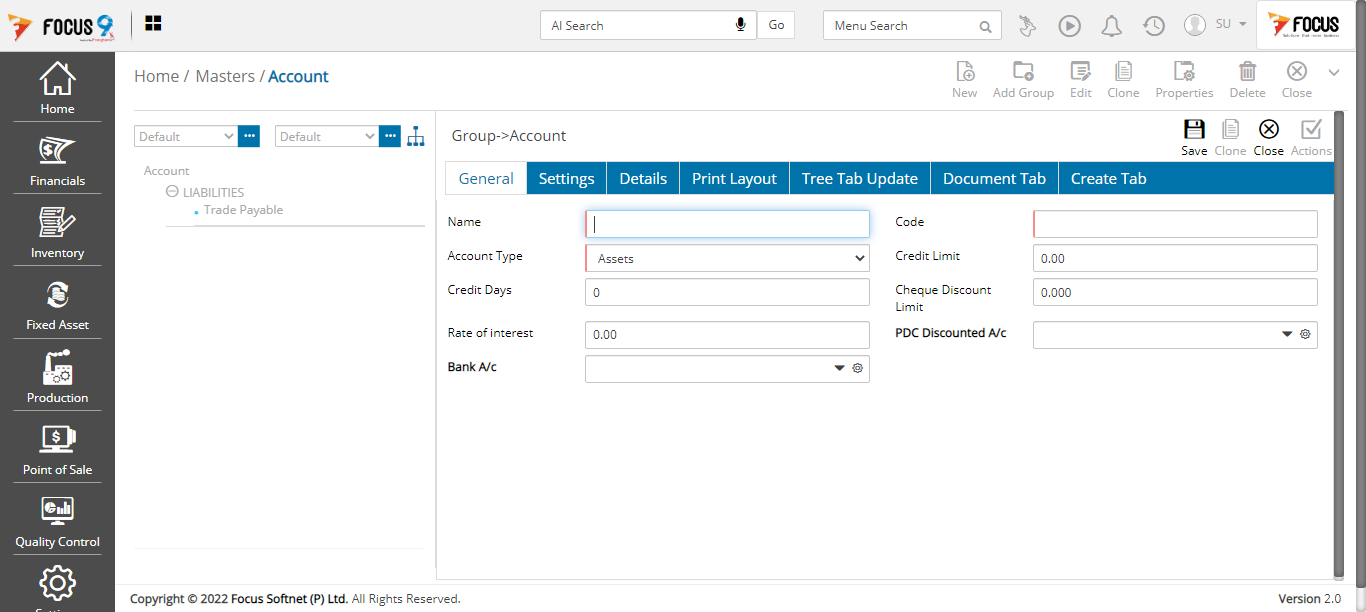 FOCUS 9
AI Search
Go
Menu Search
SU
FOCUS
Home
Financials
Inventory
Fixed Asset
Production
Point of Sale
Quality Control
Home / Masters / Account
New
Add Group
Edit
Clone
Properties
Delete
Close
Default
...
Default
...
Account
LIABILITIES
Trade Payable
Group->Account
Save
Clone
Close
Actions
General
Settings
Details
Print Layout
Tree Tab Update
Document Tab
Create Tab
Name
Code
Account Type
Assets
Credit Limit
0.00
Credit Days
0
Cheque Discount
Limit
0.000
Rate of interest
0.00
PDC Discounted A/c
Bank A/c
Copyright © 2022 Focus Softnet (P) Ltd. All Rights Reserved.
Version 2.0